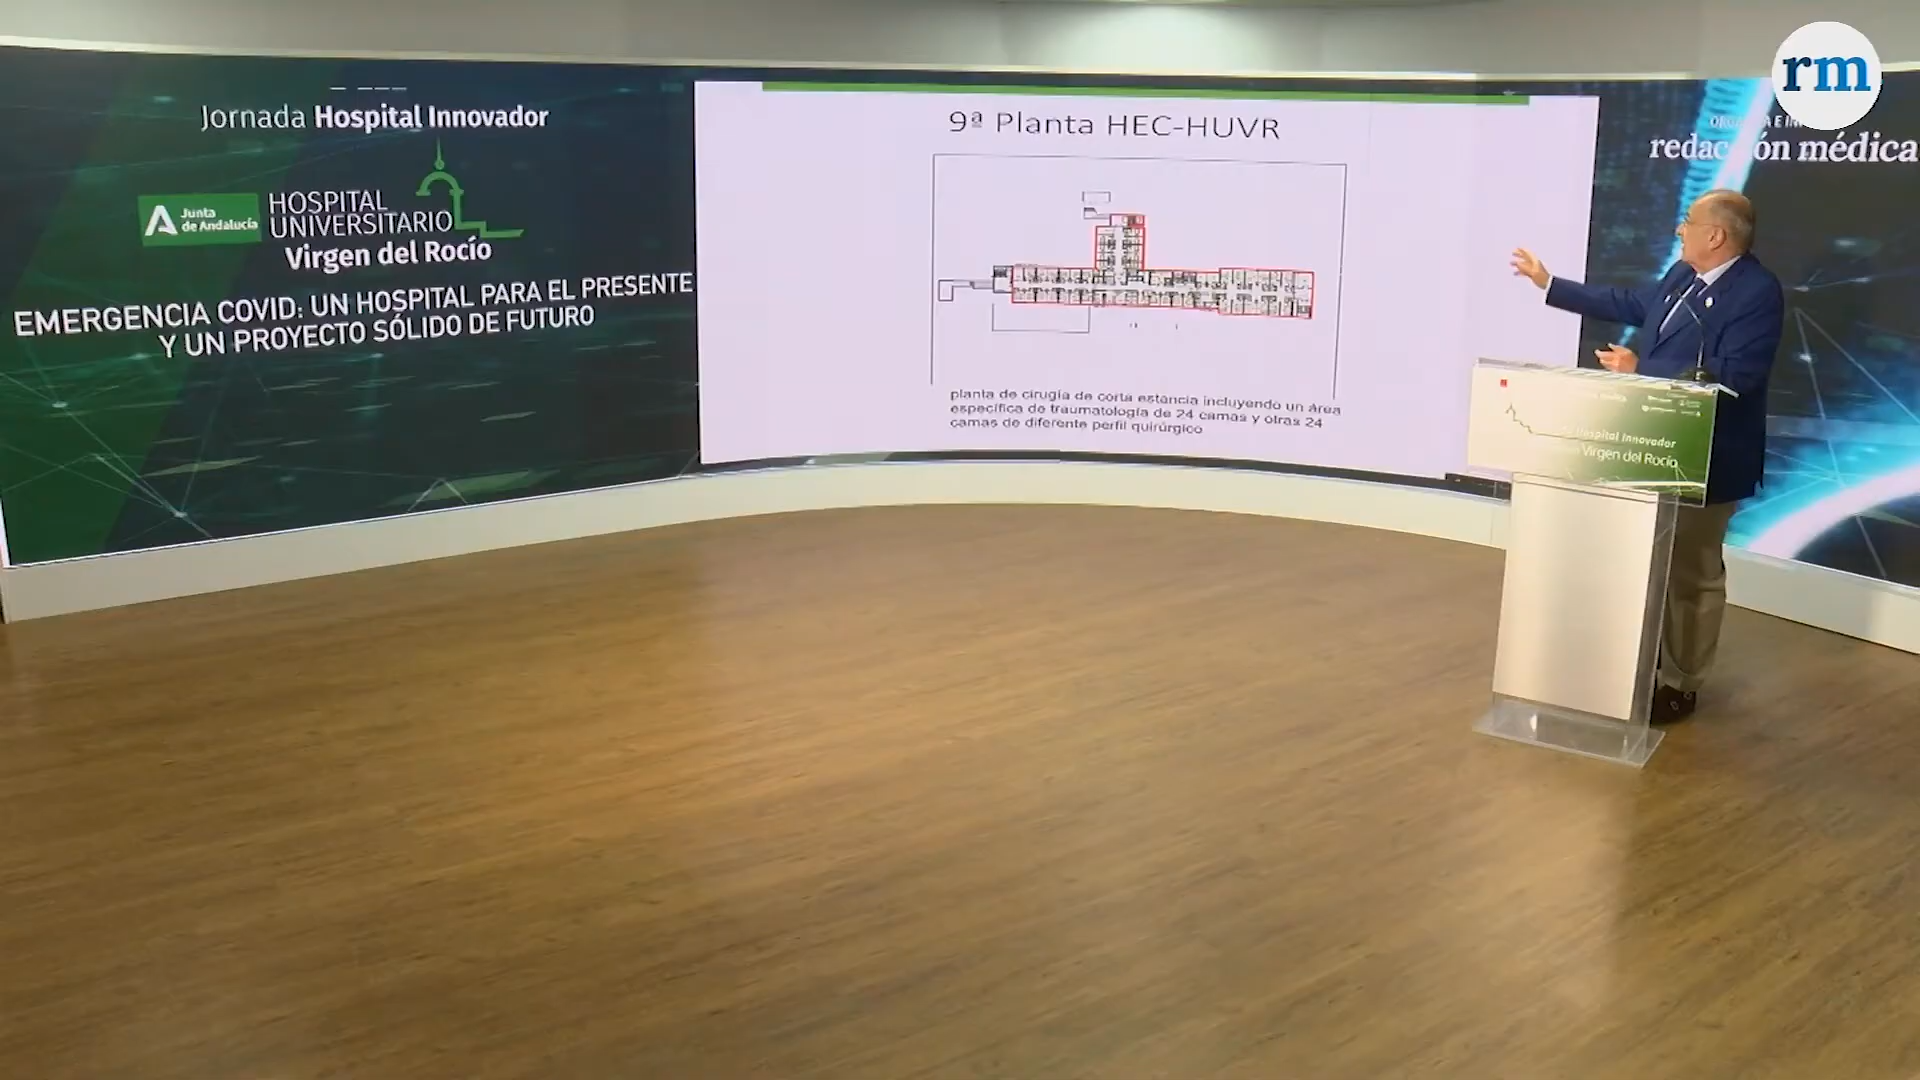 Jornada Hospital Innovador
Junta
de Andalucía
HOSPITAL
UNIVERSITARIO
Virgen del Rocío
EMERGENCIA COVID: UN HOSPITAL PARA EL PRESENTE
Y UN PROYECTO SÓLIDO DE FUTURO
9ª Planta HEC-HUVR
planta de cirugía de corta estancia incluyendo un área
específica de traumatología de 24 camas y otras 24
camas de diferente perfil quirúrgico
rm
redacción médica
Hospital Innovador
Virgen del Rocío